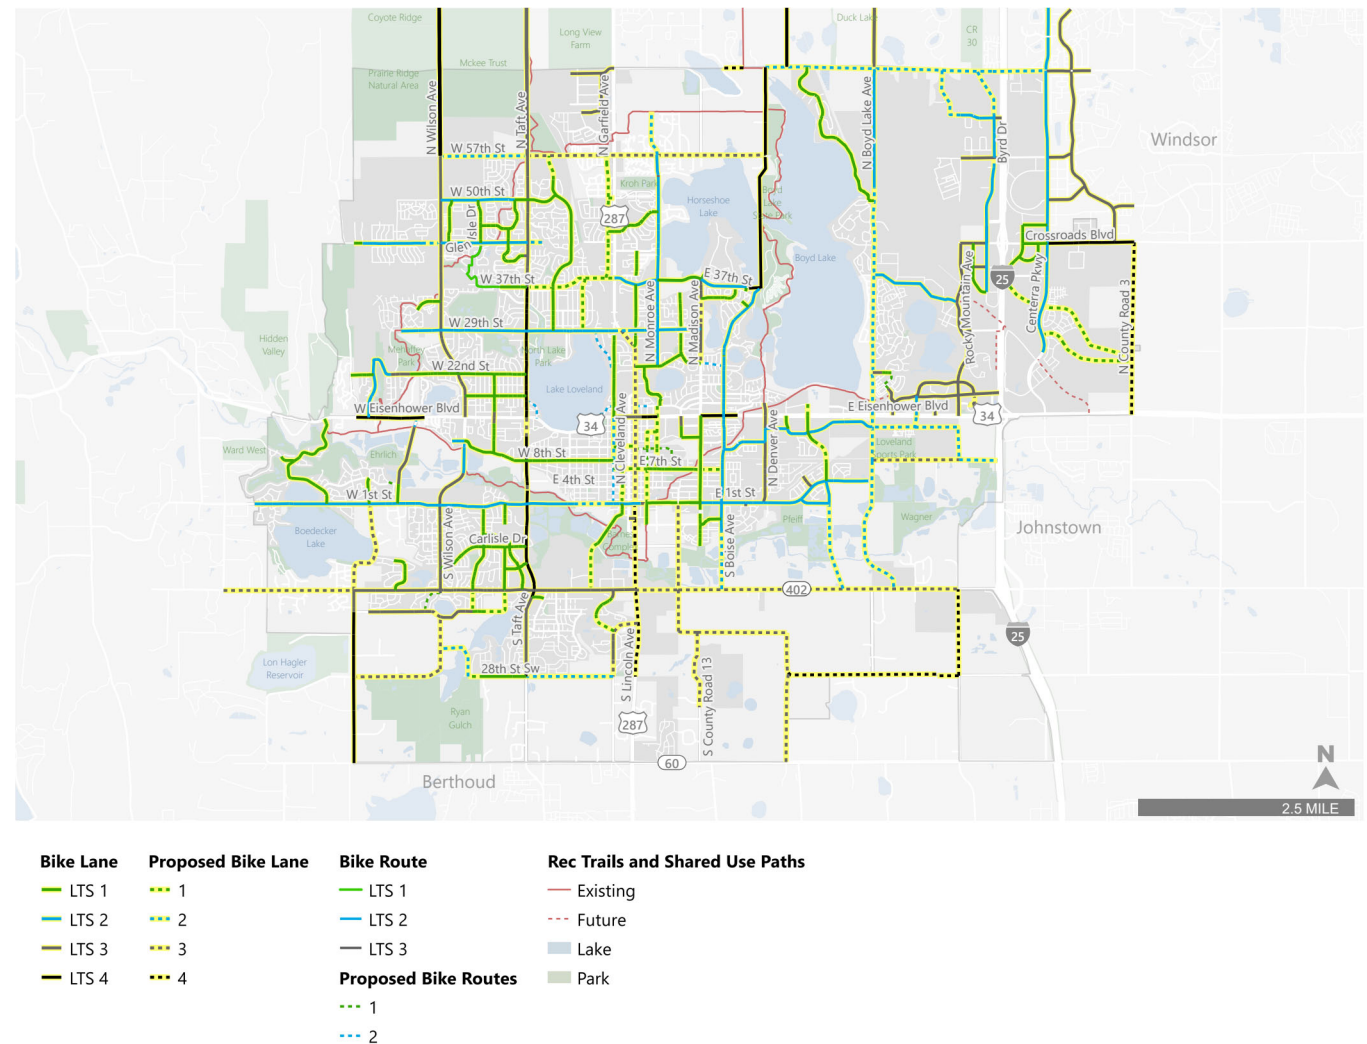 Coyote Ridge
Long View
Farm
Duck Lake
CR
30
Mckee Trust
Prairie Ridge
Natural Area
N Wilson Ave
N Taft Ave
N Garfield Ave
N Boyd Lake Ave
Byrd Dr
Windsor
W 57th St
W 50th St
Kroh Park
Horseshoe
Lake
Boyd
Lake
State Park
287
Glen Isle Dr
Crossroads Blvd
Boyd Lake
W 37th St
E 37th St
25
N Monroe Ave
N Madison Ave
Rocky Mountain Ave
Centerra Pkwy
N County Road 3
W 29th St
Hidden
Valley
Mehaffey
Park
North Lake
Park
W 22nd St
Lake Loveland
W Eisenhower Blvd
E Eisenhower Blvd
34
34
N Cleveland Ave
N Denver Ave
Ward West
Ehrlich
W 8th St
E 7th St
Loveland
Sports Park
E 4th St
W 1st St
E 1st St
Boedecker
Lake
S Wilson Ave
Carlisle Dr
S Boise Ave
Pfeiff
Wagner
Johnstown
402
S Taft Ave
25
Lon Hagler
Reservoir
28th St Sw
S Lincoln Ave
S County Road 13
Ryan
Gulch
287
60
Berthoud
N
2.5 MILE
Bike Lane
LTS 1
LTS 2
LTS 3
LTS 4
Proposed Bike Lane
1
2
3
4
Bike Route
LTS 1
LTS 2
LTS 3
Proposed Bike Routes
1
2
Rec Trails and Shared Use Paths
Existing
Future
Lake
Park